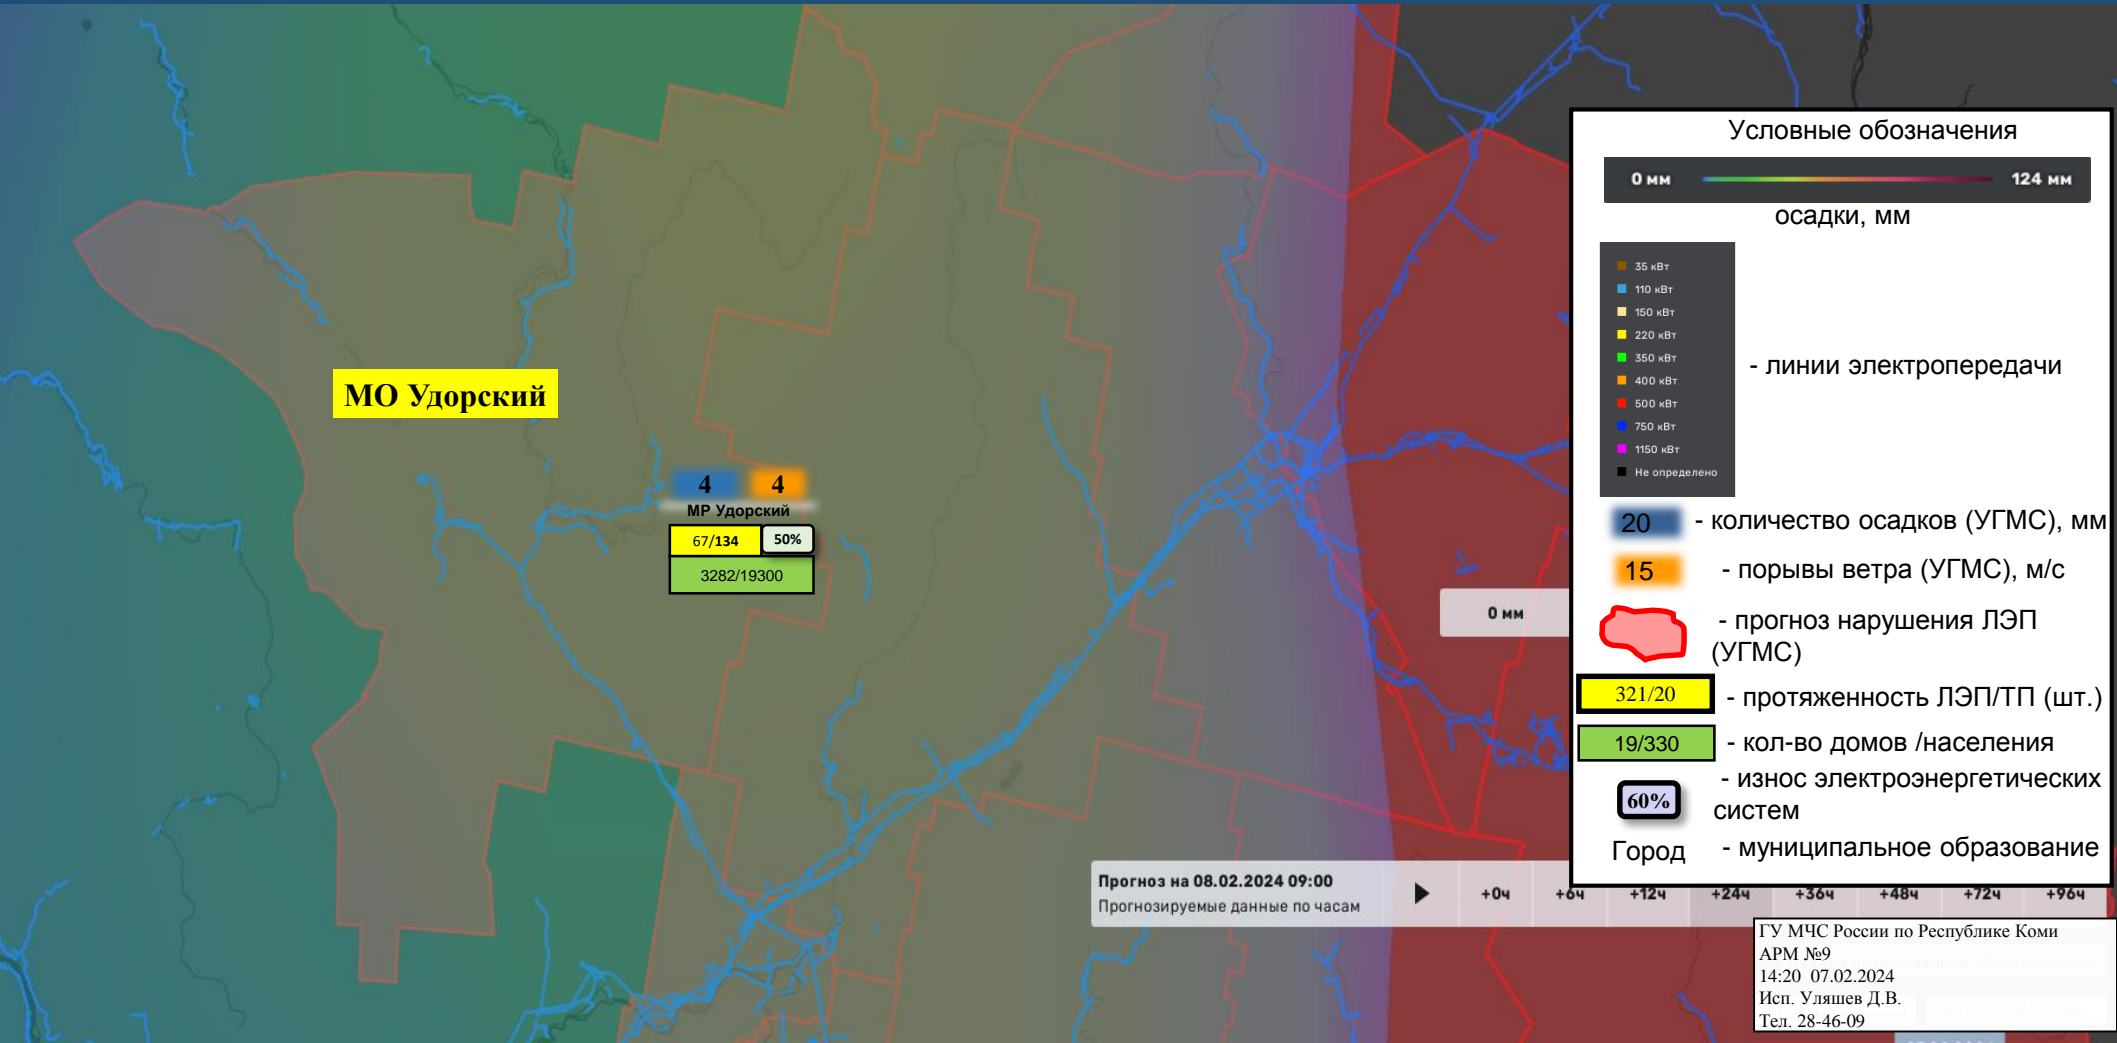 МО Удорский
4 4
МР Удорский
67/134 50%
3282/19300
Условные обозначения
0 мм 124 мм
осадки, мм
35 кВт
110 кВт
150 кВт
220 кВт
350 кВт
400 кВт
500 кВт
750 кВт
1150 кВт
Не определено
- линии электропередачи
20 - количество осадков (УГМС), мм
15 - порывы ветра (УГМС), м/с
- прогноз нарушения ЛЭП
(УГМС)
321/20 - протяженность ЛЭП/ТП (шт.)
19/330 - кол-во домов /населения
60% - износ электроэнергетических
систем
Город - муниципальное образование
0 мм
Прогноз на 08.02.2024 09:00
Прогнозируемые данные по часам
+0ч +6ч +12ч +24ч +36ч +48ч +72ч +96ч
ГУ МЧС России по Республике Коми
АРМ №9
14:20 07.02.2024
Исп. Уляшев Д.В.
Тел. 28-46-09